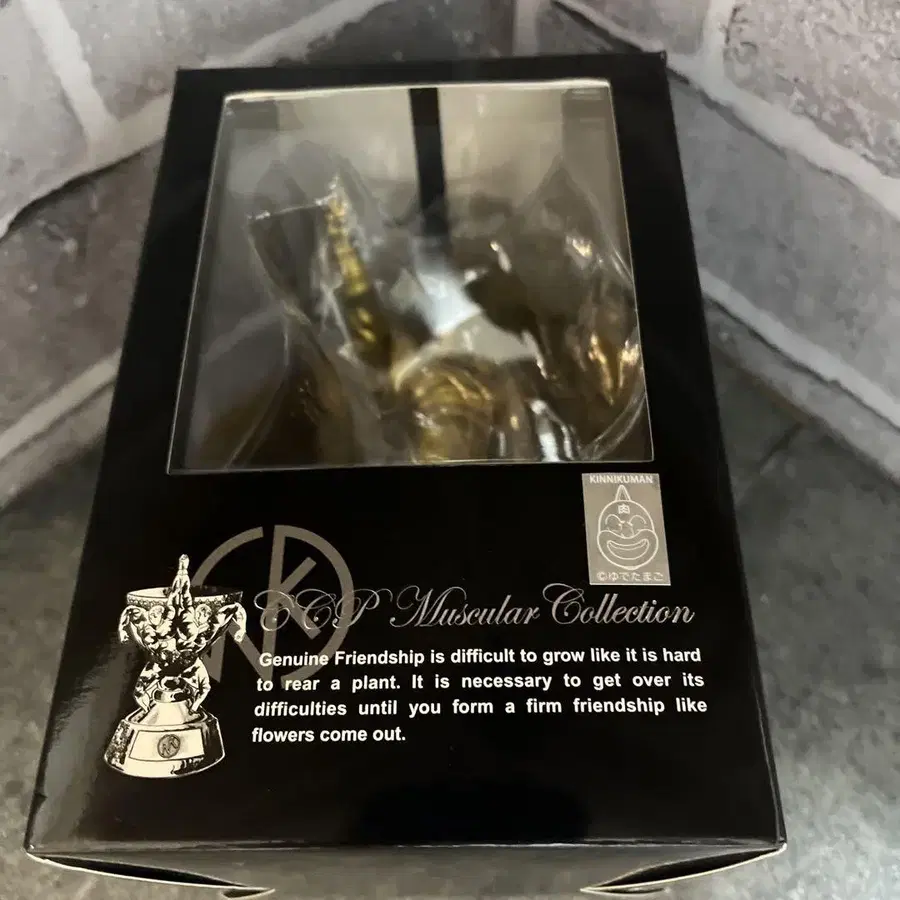 KINNIKUMAN
肉
©ゆでたまご
CCP Muscular Collection
Genuine Friendship is difficult to grow like it is hard
to rear a plant. It is necessary to get over its
difficulties until you form a firm friendship like
flowers come out.